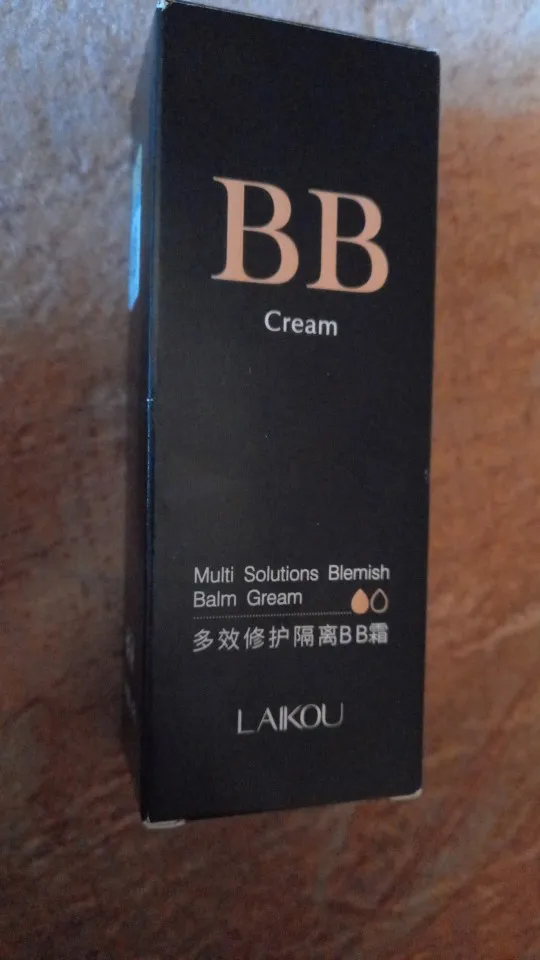 BB
Cream
Multi Solutions Blemish
Balm Gream
多效修护隔离BB霜
LAIKOU